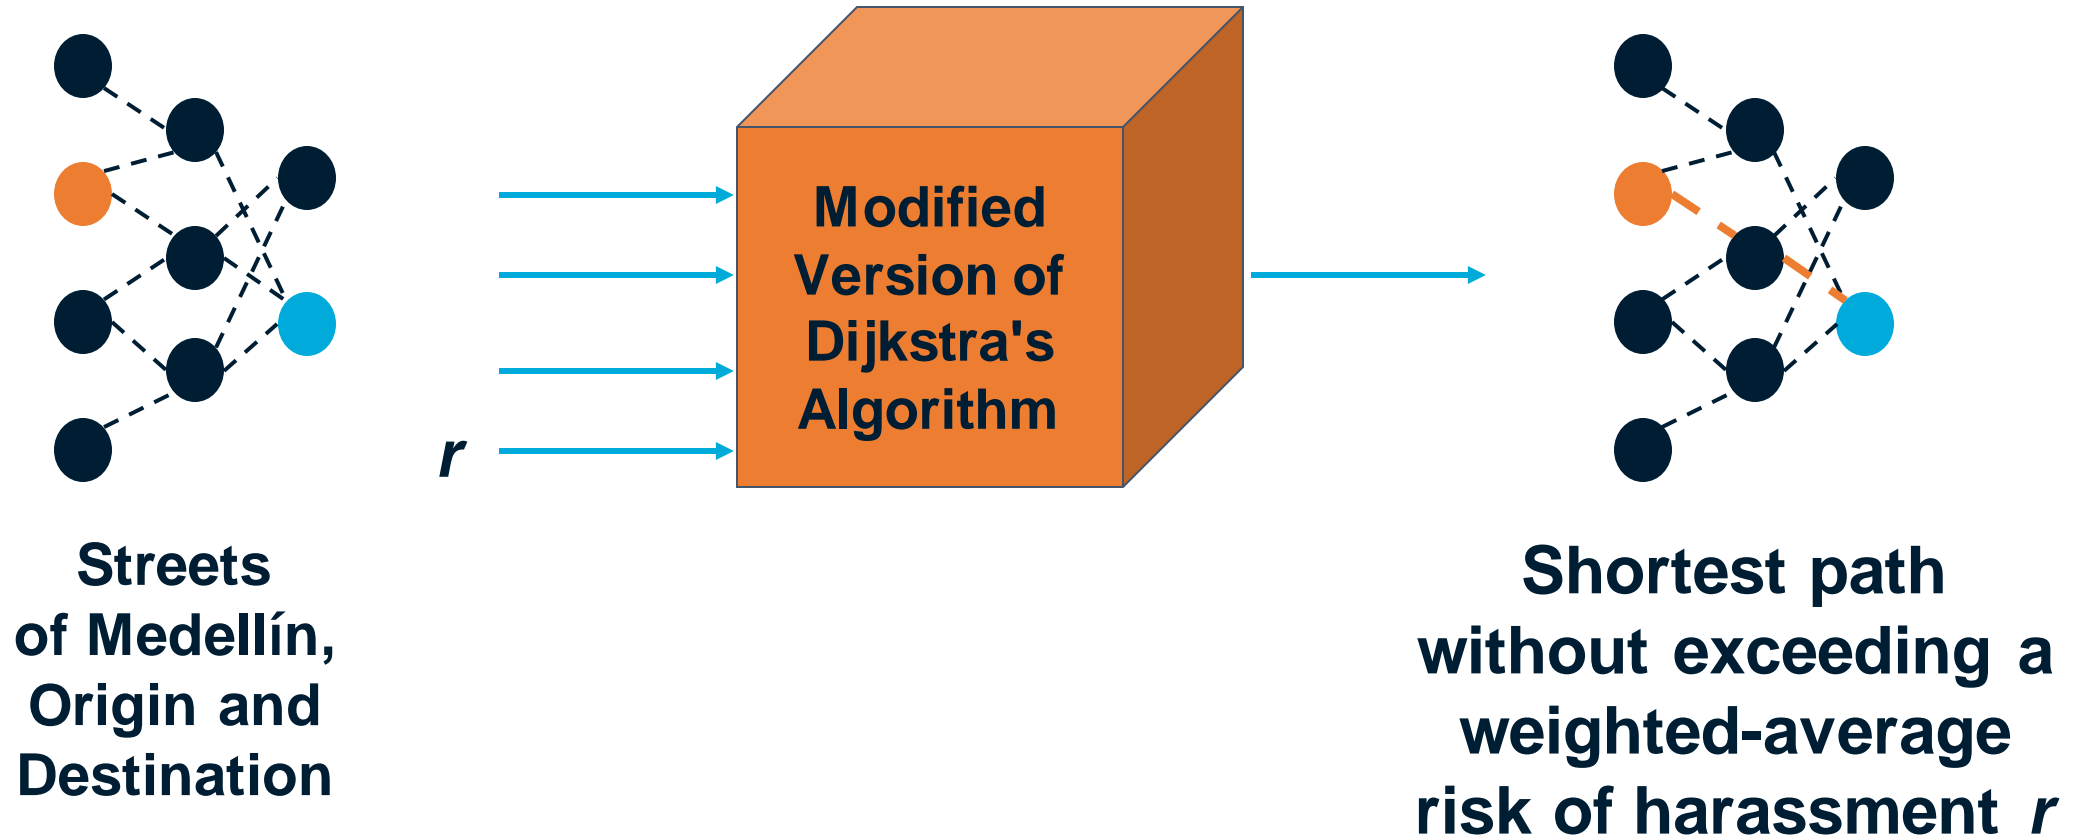 Modified
Version of
Dijkstra's
Algorithm
r
Streets
of Medellín,
Origin and
Destination
Shortest path
without exceeding a
weighted-average
risk of harassment r